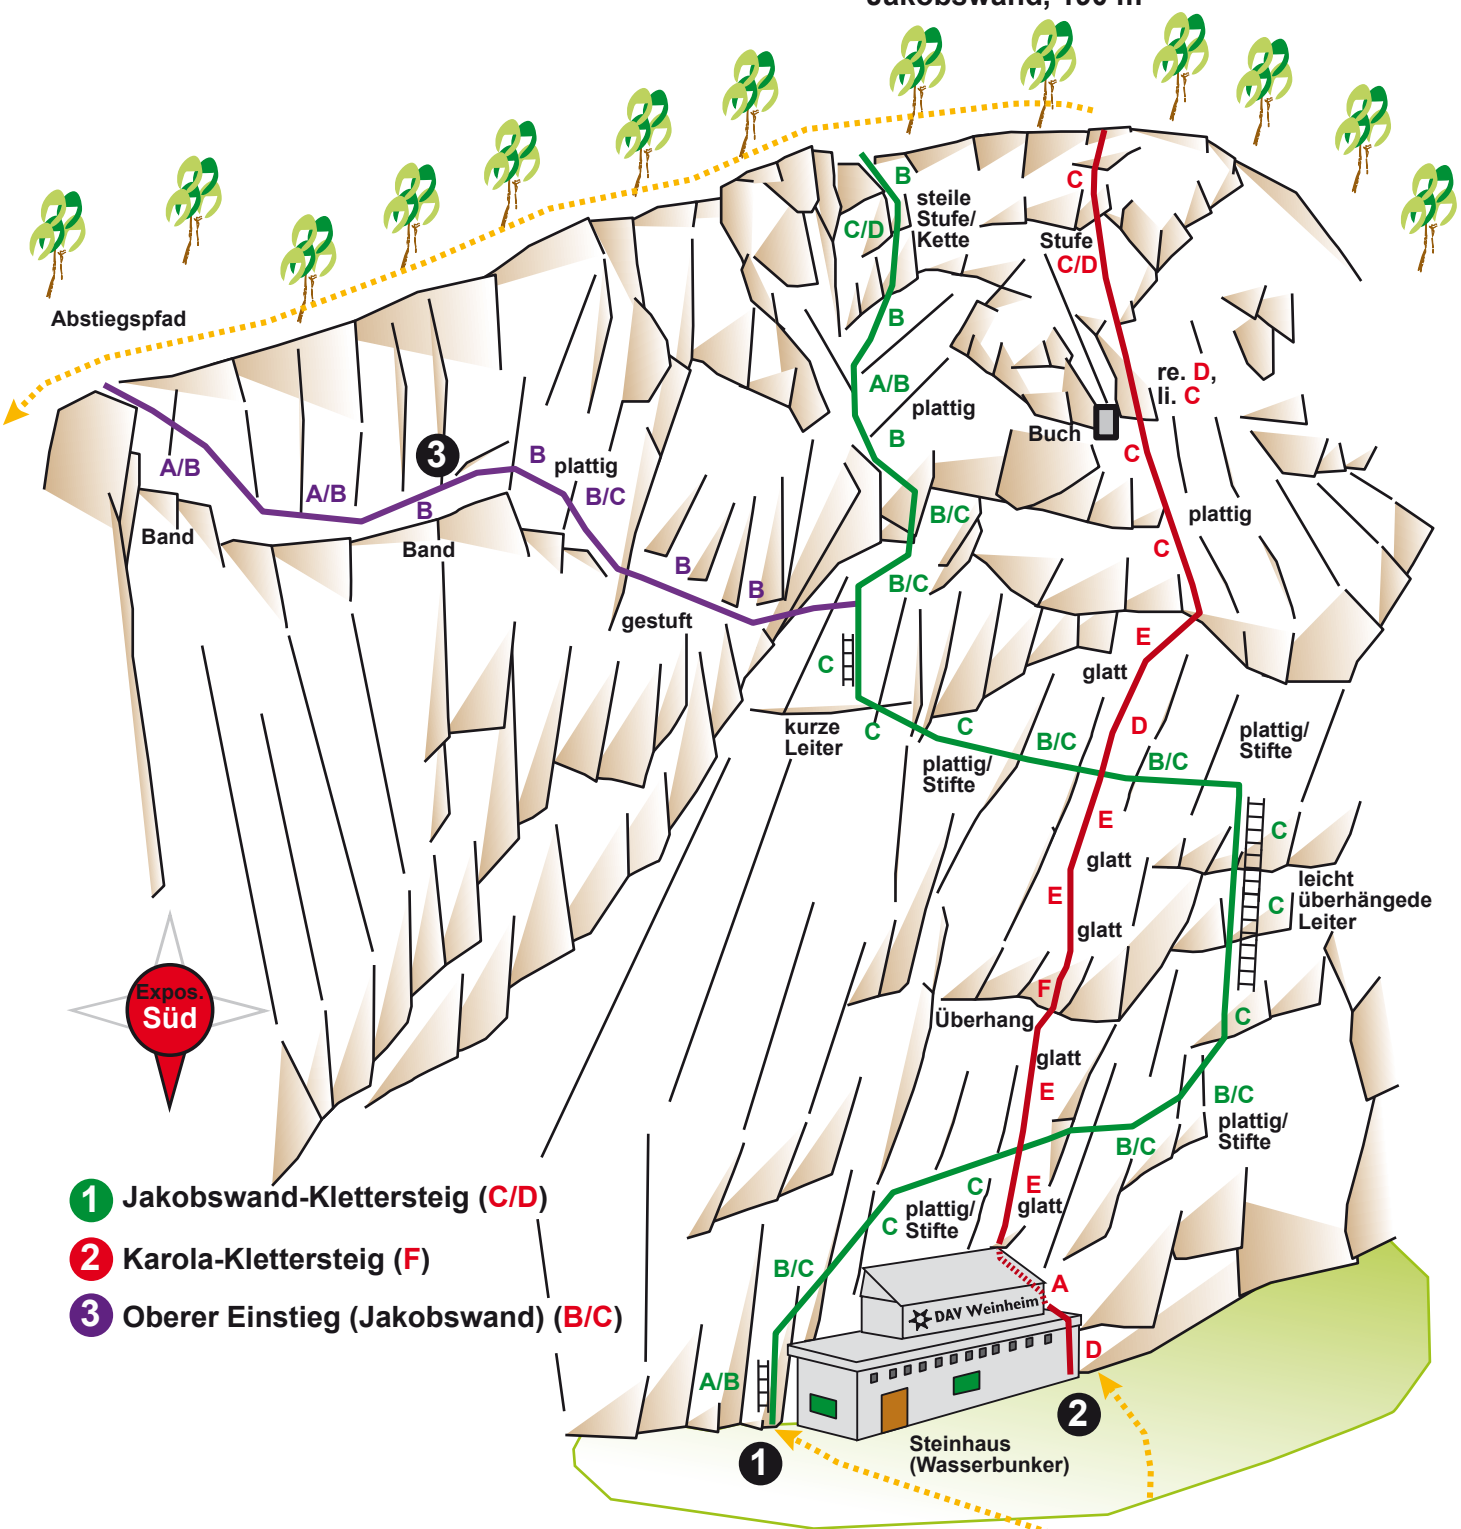 Jakobswand, 100 m
B
steile
Stufe/
Kette
C
C/D
Stufe
C/D
Abstiegspfad
B
A/B
plattig
re. D,
li. C
B
Buch
C
3
A/B
B
plattig
B/C
A/B
B
Band
Band
B/C
plattig
C
B
B/C
B
gestuft
E
glatt
C
kurze
Leiter
C
C
plattig/
Stifte
B/C
D
B/C
plattig/
Stifte
E
C
glatt
E
C
leicht
überhängede
Leiter
glatt
F
Überhang
C
glatt
E
B/C
plattig/
Stifte
B/C
Expos.
Süd
E
glatt
C
plattig/
Stifte
C
B/C
A
DAV Weinheim
D
A/B
1 Jakobswand-Klettersteig (C/D)
2 Karola-Klettersteig (F)
3 Oberer Einstieg (Jakobswand) (B/C)
2
1
Steinhaus
(Wasserbunker)